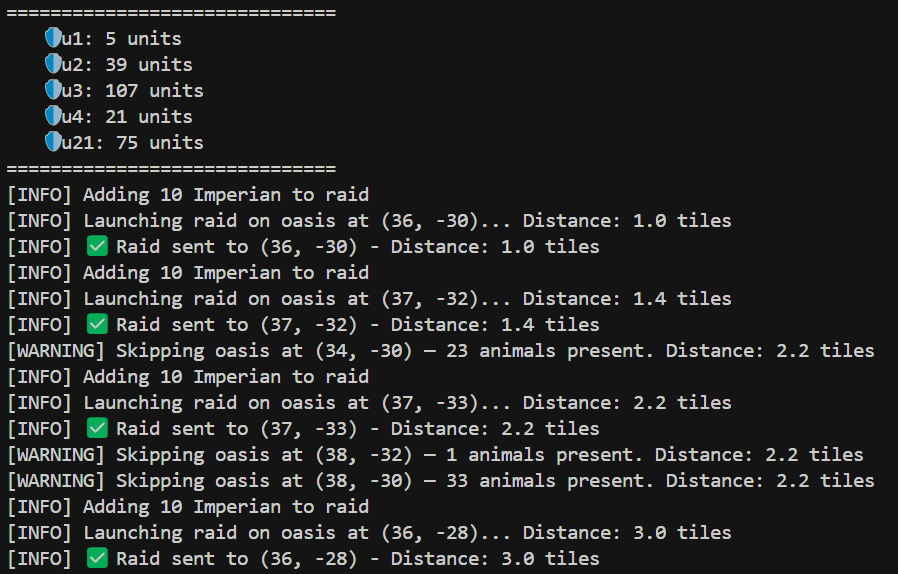 ==============================
🛡️u1: 5 units
🛡️u2: 39 units
🛡️u3: 107 units
🛡️u4: 21 units
🛡️u21: 75 units
==============================
[INFO] Adding 10 Imperian to raid
[INFO] Launching raid on oasis at (36, -30)... Distance: 1.0 tiles
[INFO] ✅ Raid sent to (36, -30) - Distance: 1.0 tiles
[INFO] Adding 10 Imperian to raid
[INFO] Launching raid on oasis at (37, -32)... Distance: 1.4 tiles
[INFO] ✅ Raid sent to (37, -32) - Distance: 1.4 tiles
[WARNING] Skipping oasis at (34, -30) — 23 animals present. Distance: 2.2 tiles
[INFO] Adding 10 Imperian to raid
[INFO] Launching raid on oasis at (37, -33)... Distance: 2.2 tiles
[INFO] ✅ Raid sent to (37, -33) - Distance: 2.2 tiles
[WARNING] Skipping oasis at (38, -32) — 1 animals present. Distance: 2.2 tiles
[WARNING] Skipping oasis at (38, -30) — 33 animals present. Distance: 2.2 tiles
[INFO] Adding 10 Imperian to raid
[INFO] Launching raid on oasis at (36, -28)... Distance: 3.0 tiles
[INFO] ✅ Raid sent to (36, -28) - Distance: 3.0 tiles